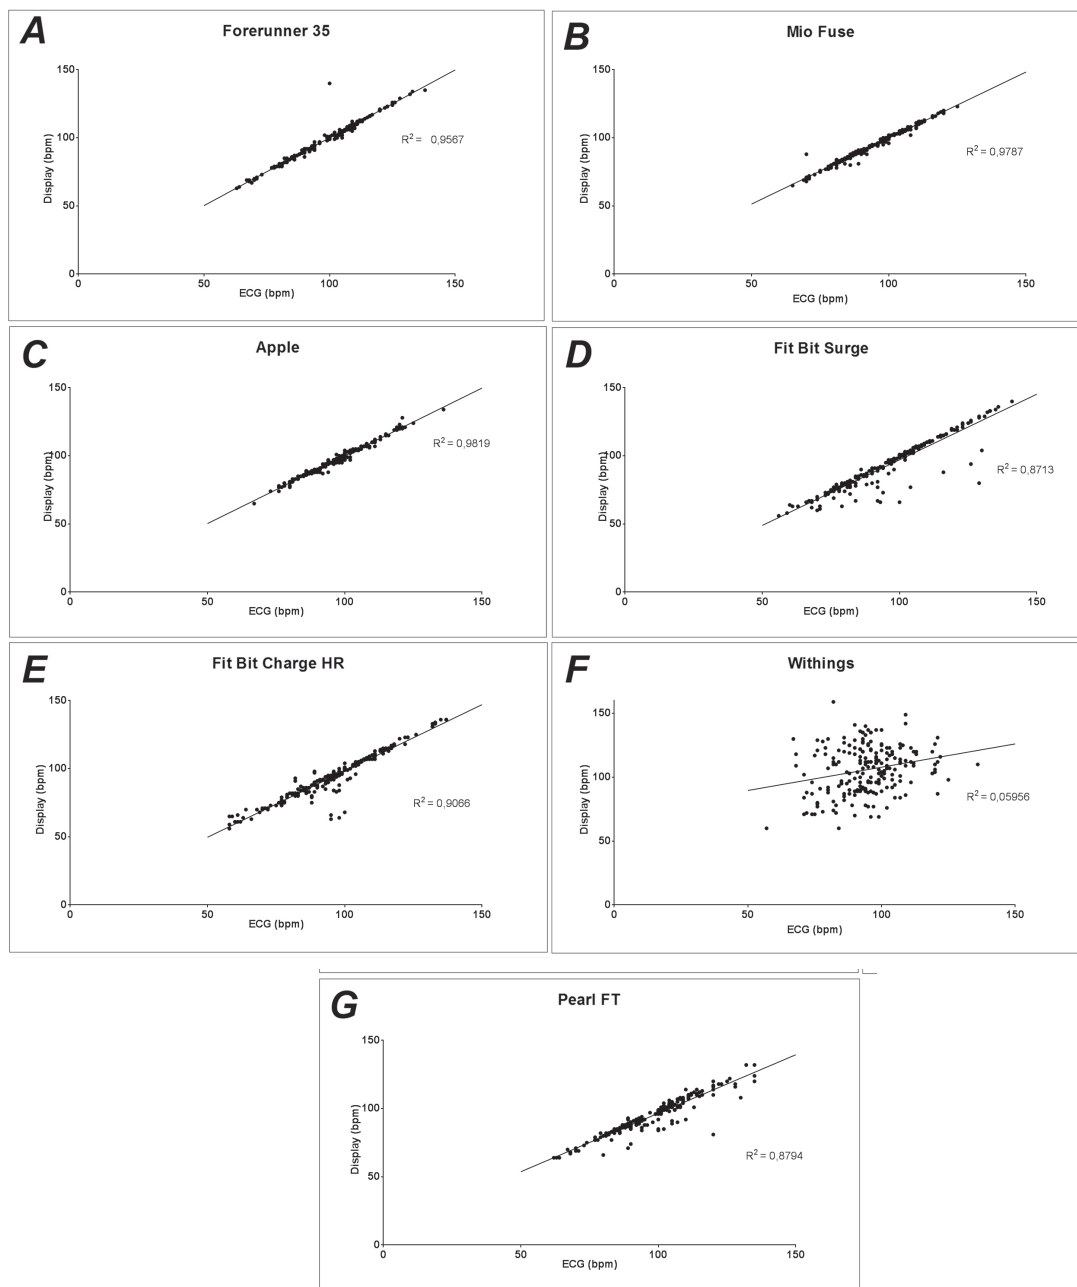 A
Forerunner 35
150
100
50
0
Display (bpm)
R2 = 0,9567
50
100
150
ECG (bpm)
B
Mio Fuse
150
100
50
0
Display (bpm)
R2 = 0,9787
0
50
100
150
ECG (bpm)
C
Apple
150
100
50
0
Display (bpm)
R2 = 0,9819
0
50
100
150
ECG (bpm)
D
Fit Bit Surge
150
100
50
0
Display (bpm)
R2 = 0,8713
0
50
100
150
ECG (bpm)
E
Fit Bit Charge HR
150
100
50
0
Display (bpm)
R2 = 0,9066
0
50
100
150
ECG (bpm)
F
Withings
150
100
50
0
Display (bpm)
R2 = 0,05956
0
50
100
150
ECG (bpm)
G
Pearl FT
150
100
50
0
Display (bpm)
R2 = 0,8794
0
50
100
150
ECG (bpm)